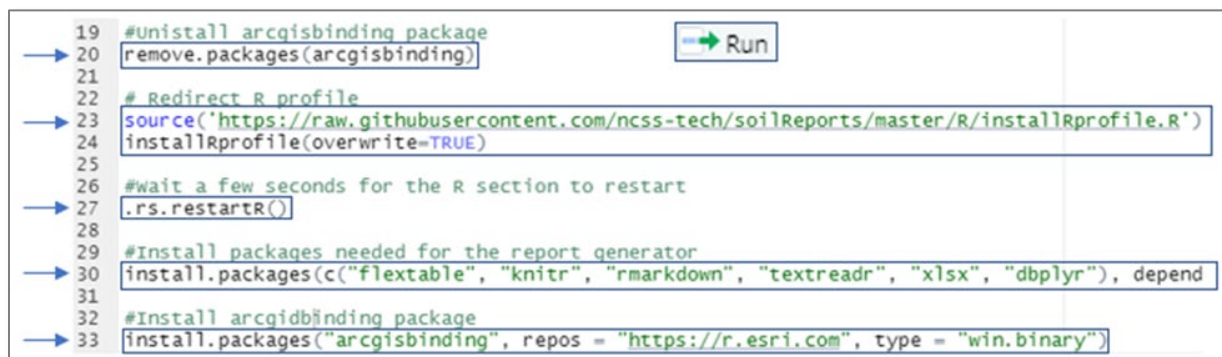 19 #Unistall arcgisbinding package
Run
20 remove.packages(arcgisbinding)
21
22 # Redirect R profile
23 source('https://raw.githubusercontent.com/ncss-tech/soilReports/master/R/installRprofile.R')
24 installRprofile(overwrite=TRUE)
25
26 #Wait a few seconds for the R section to restart
27 .rs.restartR()
28
29 #Install packages needed for the report generator
30 install.packages(c("flextable", "knitr", "rmarkdown", "textreadr", "xlsx", "dbplyr"), depend
31
32 #Install arcgidbinding package
33 install.packages("arcgisbinding", repos = "https://r.esri.com", type = "win.binary")